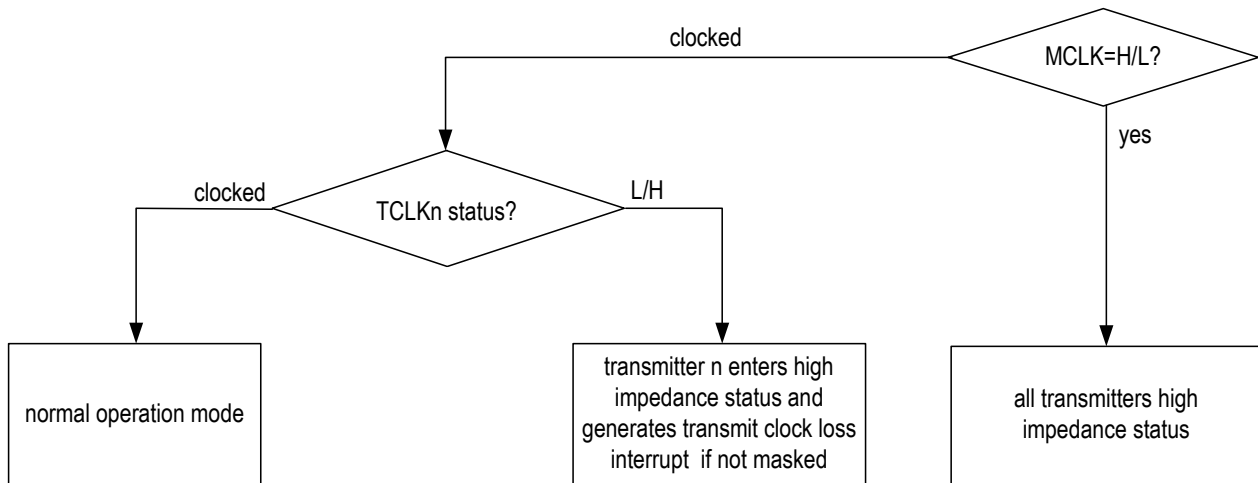 clocked
MCLK=H/L?
yes
clocked
TCLKn status?
L/H
normal operation mode
transmitter n enters high
impedance status and
generates transmit clock loss
interrupt if not masked
all transmitters high
impedance status